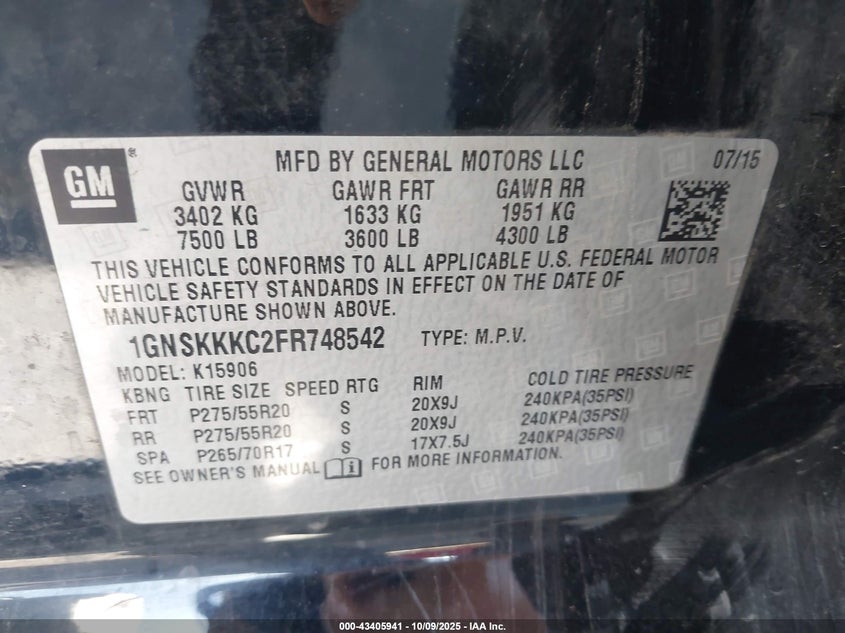 GM
MFD BY GENERAL MOTORS LLC 07/15
GVWR GAWR FRT GAWR RR
3402 KG 1633 KG 1951 KG
7500 LB 3600 LB 4300 LB
THIS VEHICLE CONFORMS TO ALL APPLICABLE U.S. FEDERAL MOTOR
VEHICLE SAFETY STANDARDS IN EFFECT ON THE DATE OF
MANUFACTURE SHOWN ABOVE.
1GNSKKKC2FR748542 TYPE: M.P.V.
MODEL: K15906
KBNG TIRE SIZE SPEED RTG RIM COLD TIRE PRESSURE
FRT P275/55R20 S 20X9J 240KPA(35PSI)
RR P275/55R20 S 20X9J 240KPA(35PSI)
SPA P265/70R17 S 17X7.5J 240KPA(35PSI)
SEE OWNER'S MANUAL FOR MORE INFORMATION.
000-43405941 - 10/09/2025 - IAA Inc.